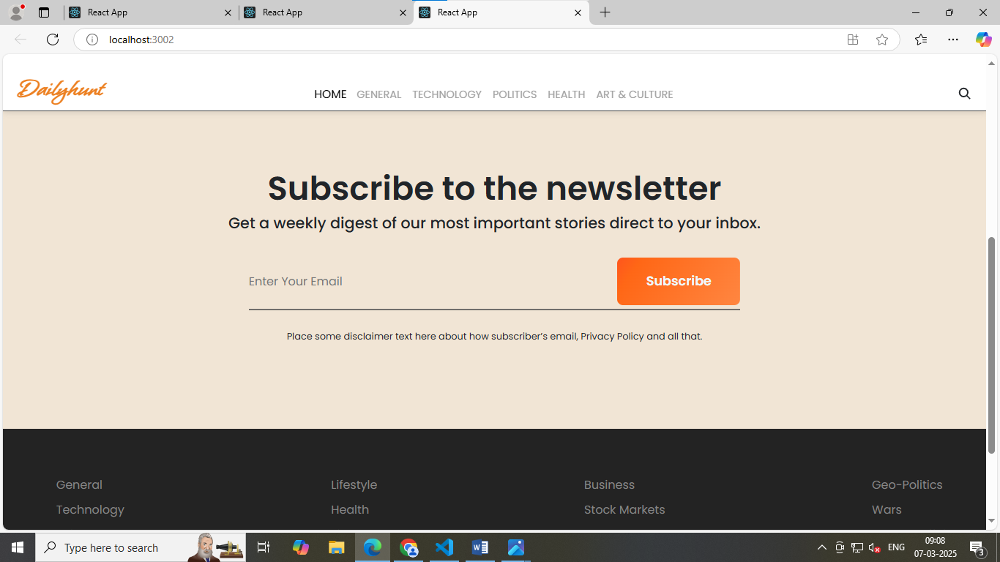 React App
React App
React App
localhost:3002
Dailyhunt
HOME GENERAL TECHNOLOGY POLITICS HEALTH ART & CULTURE
Subscribe to the newsletter
Get a weekly digest of our most important stories direct to your inbox.
Enter Your Email
Subscribe
Place some disclaimer text here about how subscriber’s email, Privacy Policy and all that.
General Lifestyle Business Geo-Politics
Technology Health Stock Markets Wars
Type here to search
ENG
09:08
07-03-2025
3